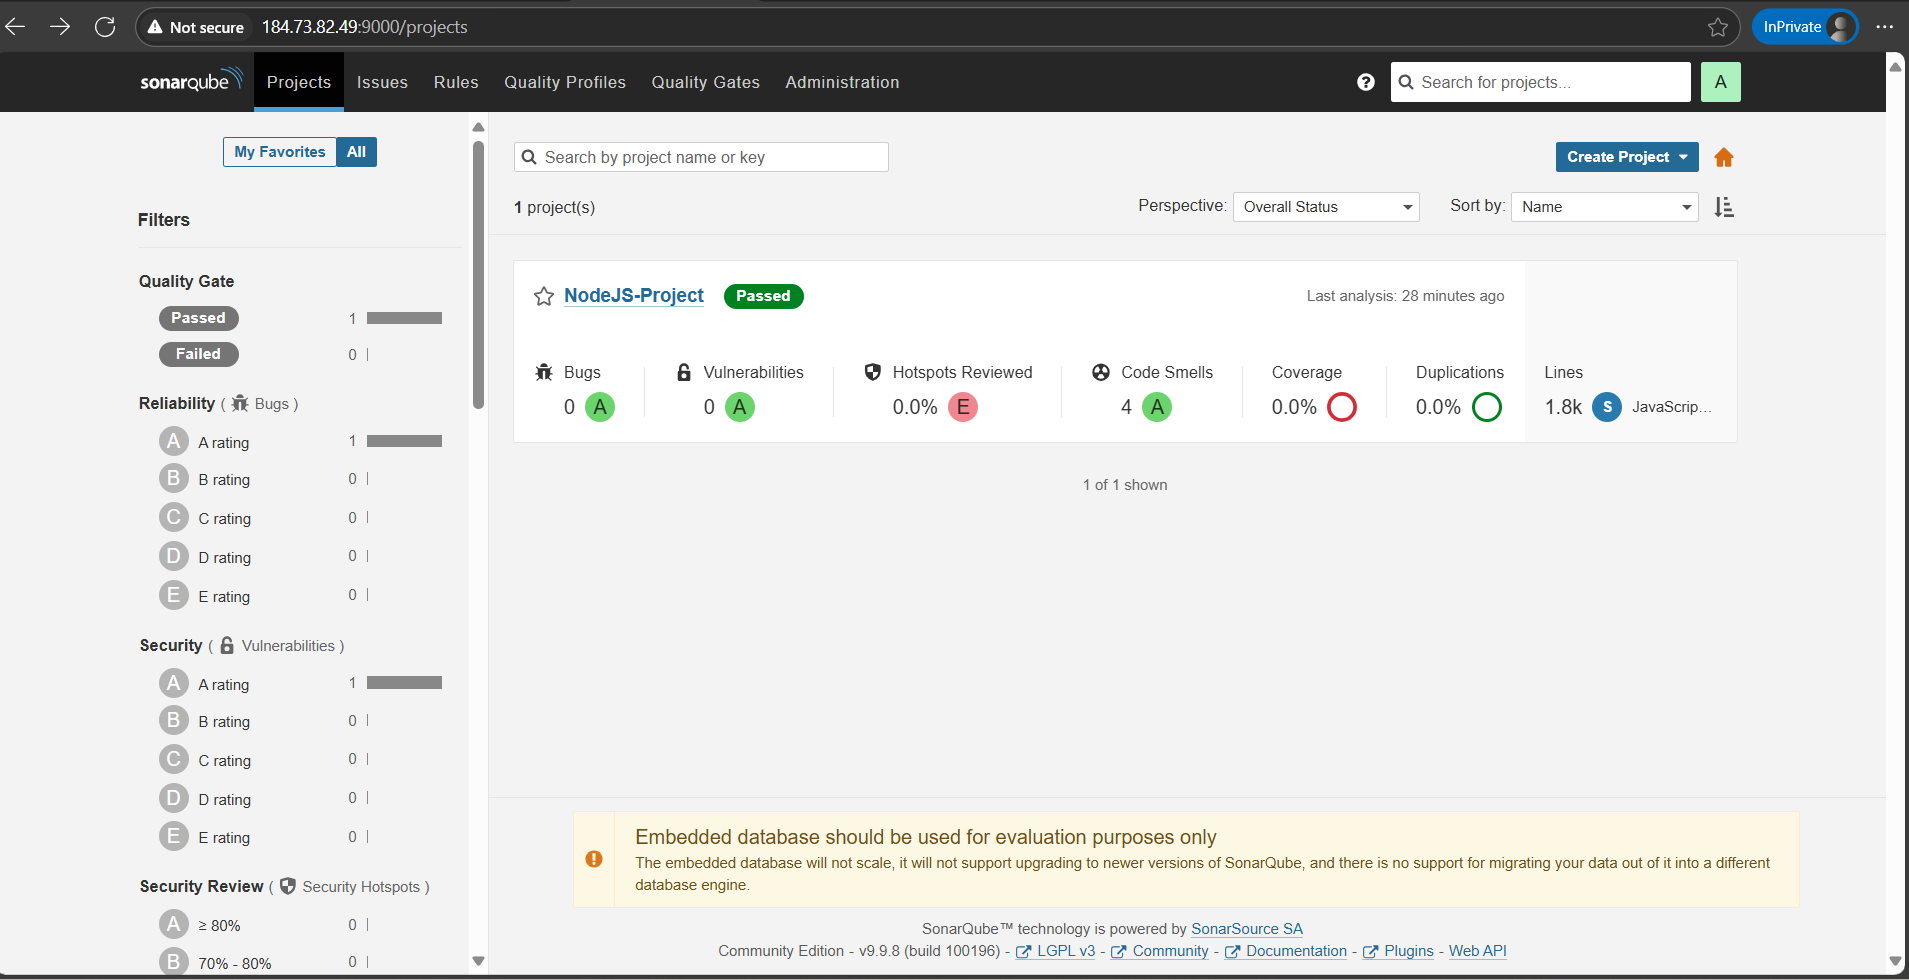 Not secure 184.73.82.49:9000/projects InPrivate
sonarqube Projects Issues Rules Quality Profiles Quality Gates Administration ? Search for projects... A
My Favorites All
Filters
Quality Gate
Passed 1
Failed 0
Reliability ( Bugs )
A A rating 1
B B rating 0
C C rating 0
D D rating 0
E E rating 0
Security ( Vulnerabilities )
A A rating 1
B B rating 0
C C rating 0
D D rating 0
E E rating 0
Security Review ( Security Hotspots )
A ≥ 80% 0
B 70% - 80% 0
Search by project name or key Create Project
1 project(s) Perspective: Overall Status Sort by: Name
NodeJS-Project Passed Last analysis: 28 minutes ago
Bugs Vulnerabilities Hotspots Reviewed Code Smells Coverage Duplications Lines
0 A 0 A 0.0% E 4 A 0.0% 0.0% 1.8k S JavaScrip...
1 of 1 shown
Embedded database should be used for evaluation purposes only
The embedded database will not scale, it will not support upgrading to newer versions of SonarQube, and there is no support for migrating your data out of it into a different
database engine.
SonarQube™ technology is powered by SonarSource SA
Community Edition - v9.9.8 (build 100196) - LGPL v3 - Community - Documentation - Plugins - Web API